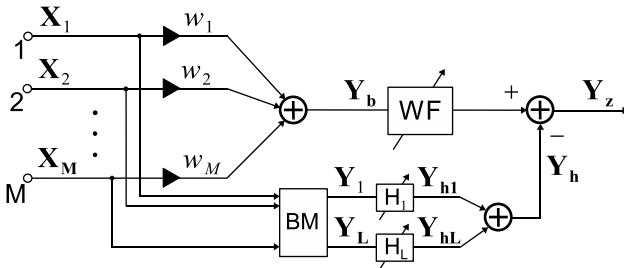 X1 w1
1
X2 w2
2
Yb WF + Yz
−
XM wM
M
Yh
Y1 H1 Yh1
BM
YL HL YhL